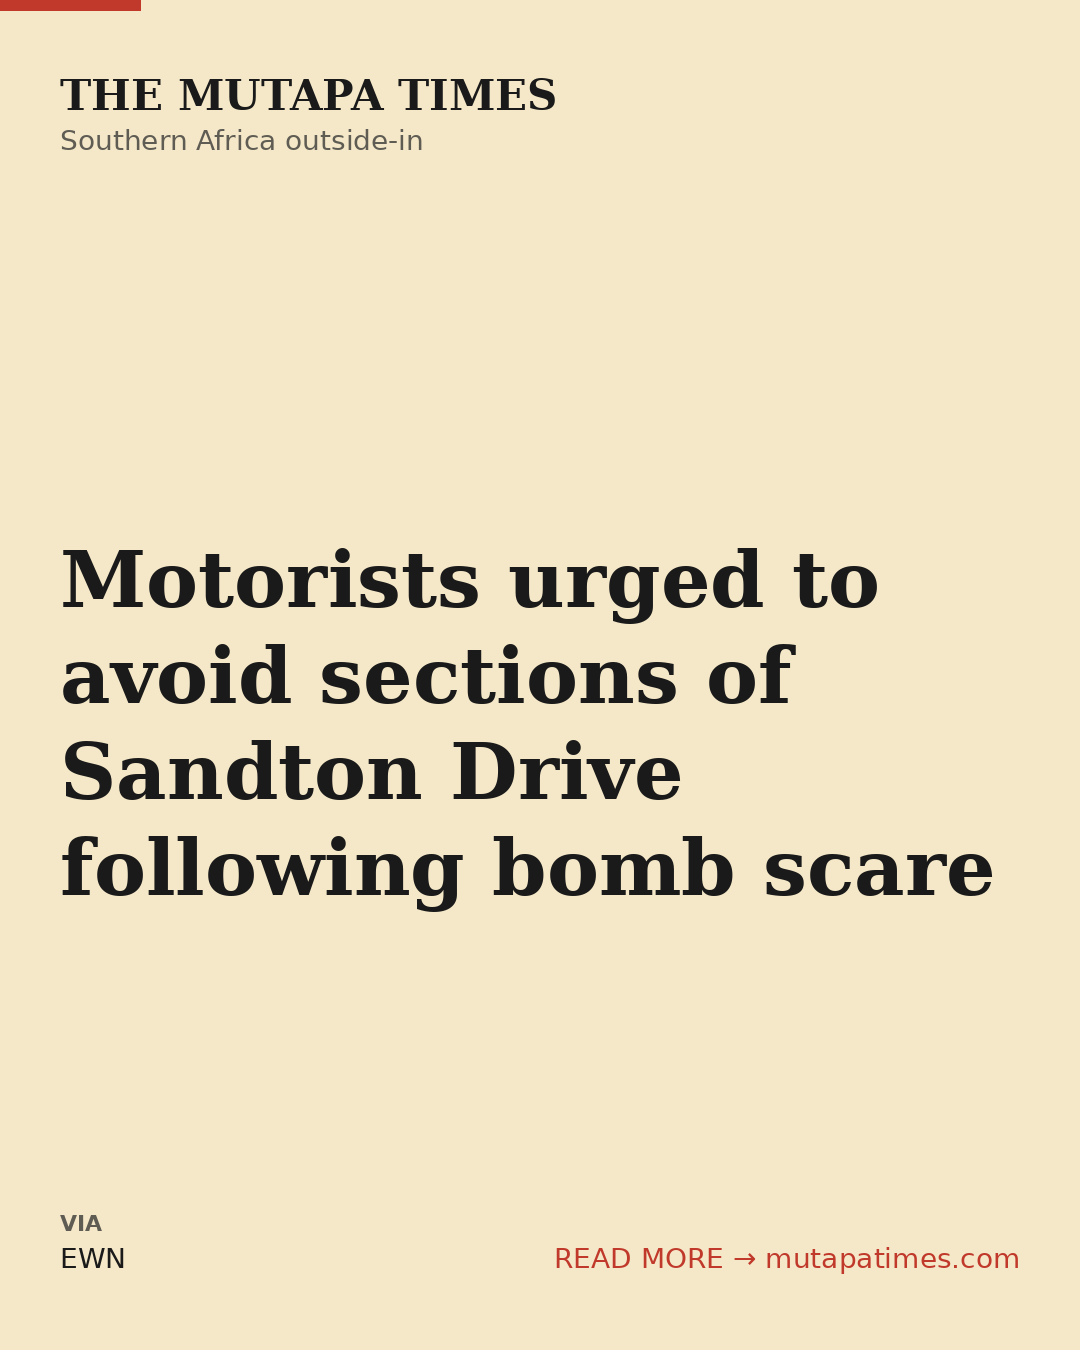 THE MUTAPA TIMES
Southern Africa outside-in
Motorists urged to
avoid sections of
Sandton Drive
following bomb scare
VIA
EWN
READ MORE → mutapatimes.com